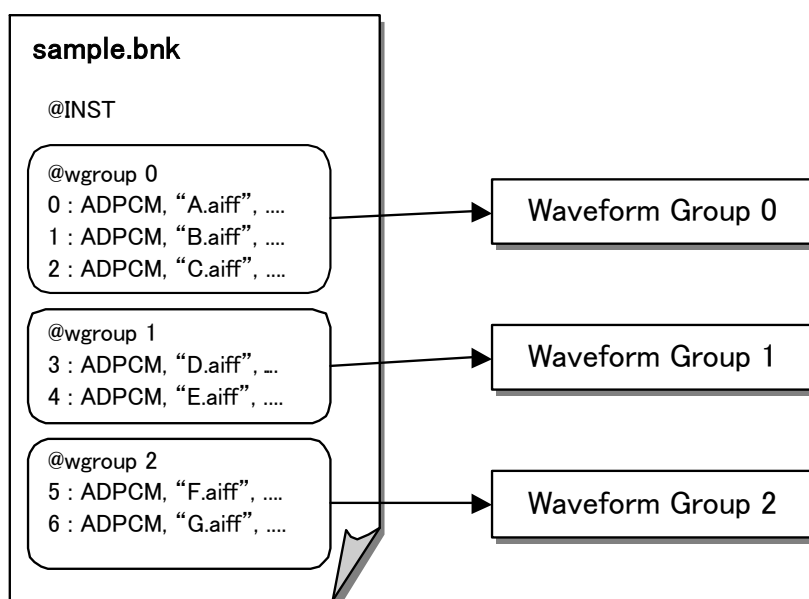 sample.bnk
@INST
@wgroup 0
0 : ADPCM, “A.aiff”, ....
1 : ADPCM, “B.aiff”, ....
2 : ADPCM, “C.aiff”, ....
Waveform Group 0
@wgroup 1
3 : ADPCM, “D.aiff”, ....
4 : ADPCM, “E.aiff”, ....
Waveform Group 1
@wgroup 2
5 : ADPCM, “F.aiff”, ....
6 : ADPCM, “G.aiff”, ....
Waveform Group 2